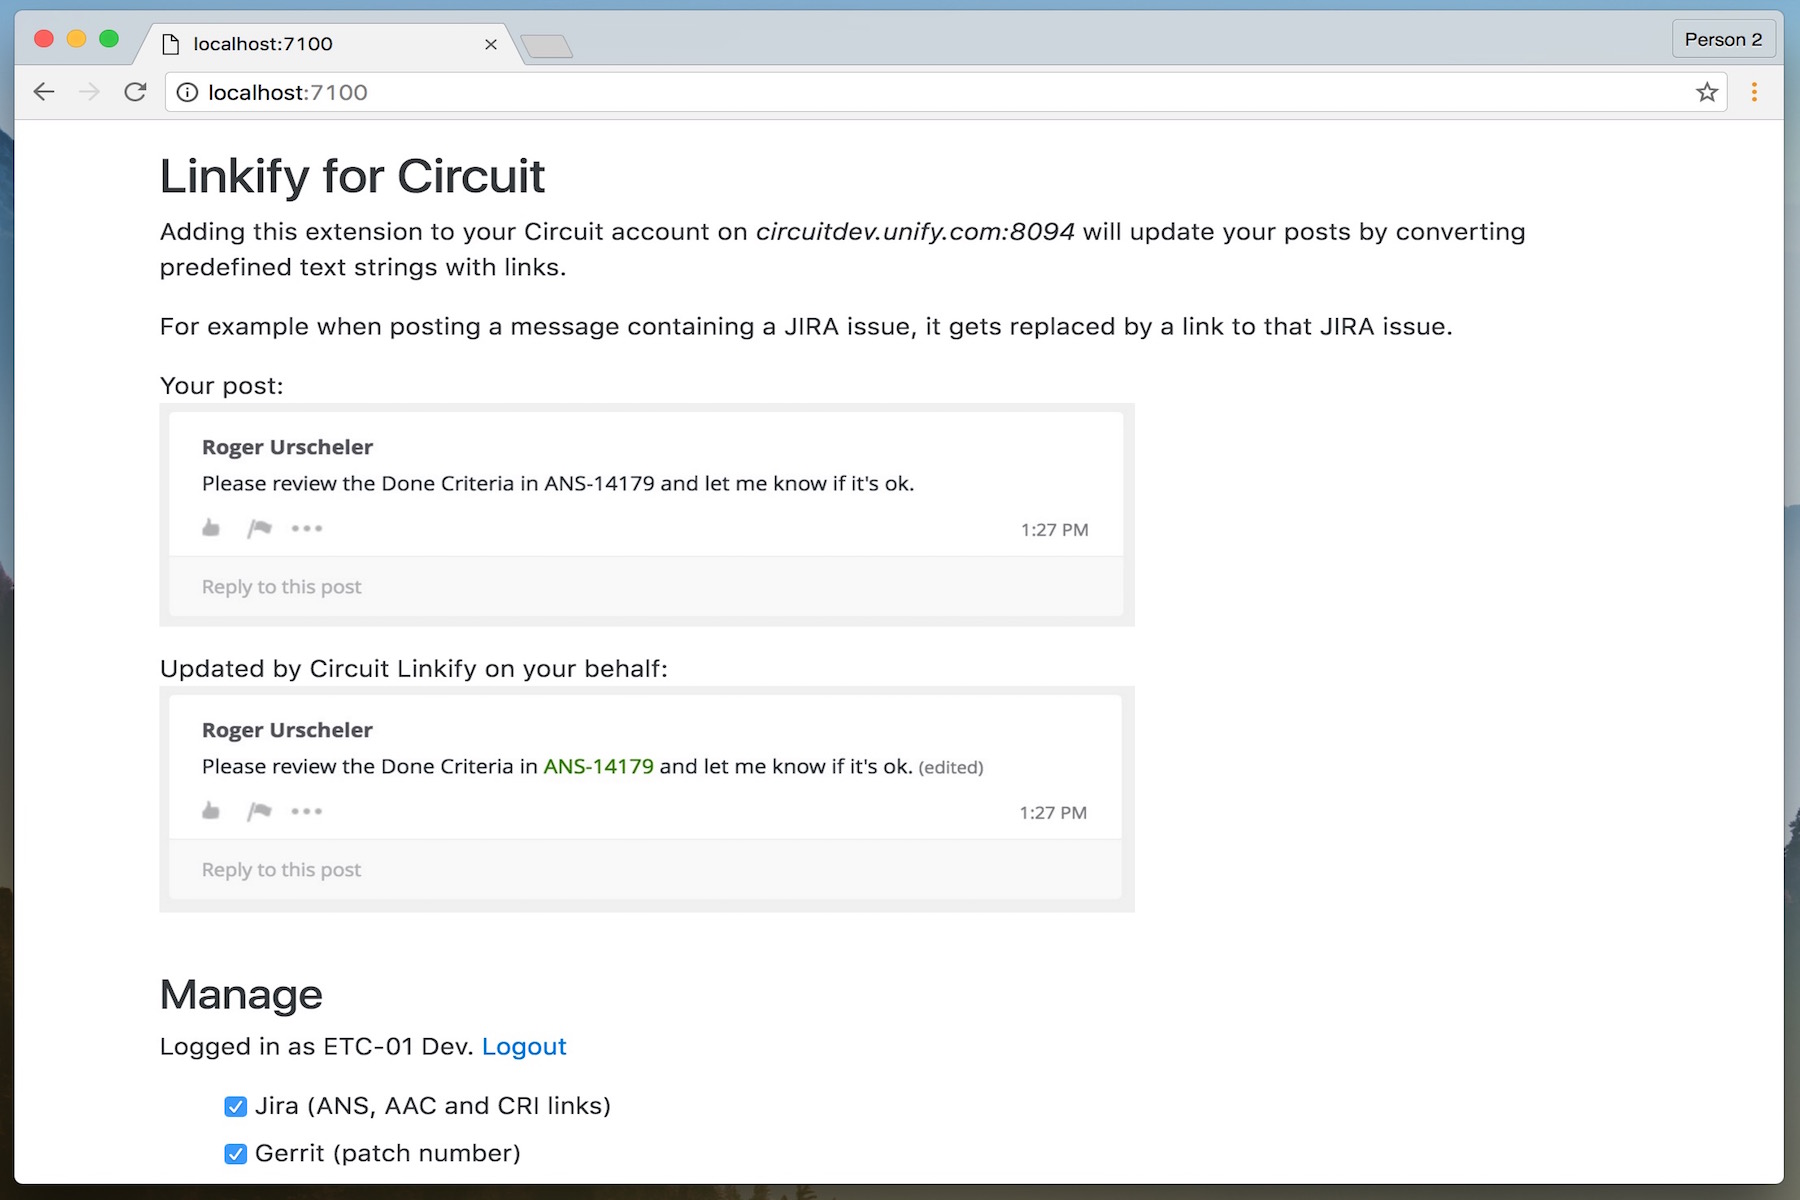 localhost:7100
Person 2
localhost:7100
Linkify for Circuit
Adding this extension to your Circuit account on circuitdev.unify.com:8094 will update your posts by converting
predefined text strings with links.
For example when posting a message containing a JIRA issue, it gets replaced by a link to that JIRA issue.
Your post:
Roger Urscheler
Please review the Done Criteria in ANS-14179 and let me know if it's ok.
1:27 PM
Reply to this post
Updated by Circuit Linkify on your behalf:
Roger Urscheler
Please review the Done Criteria in ANS-14179 and let me know if it's ok. (edited)
1:27 PM
Reply to this post
Manage
Logged in as ETC-01 Dev. Logout
Jira (ANS, AAC and CRI links)
Gerrit (patch number)